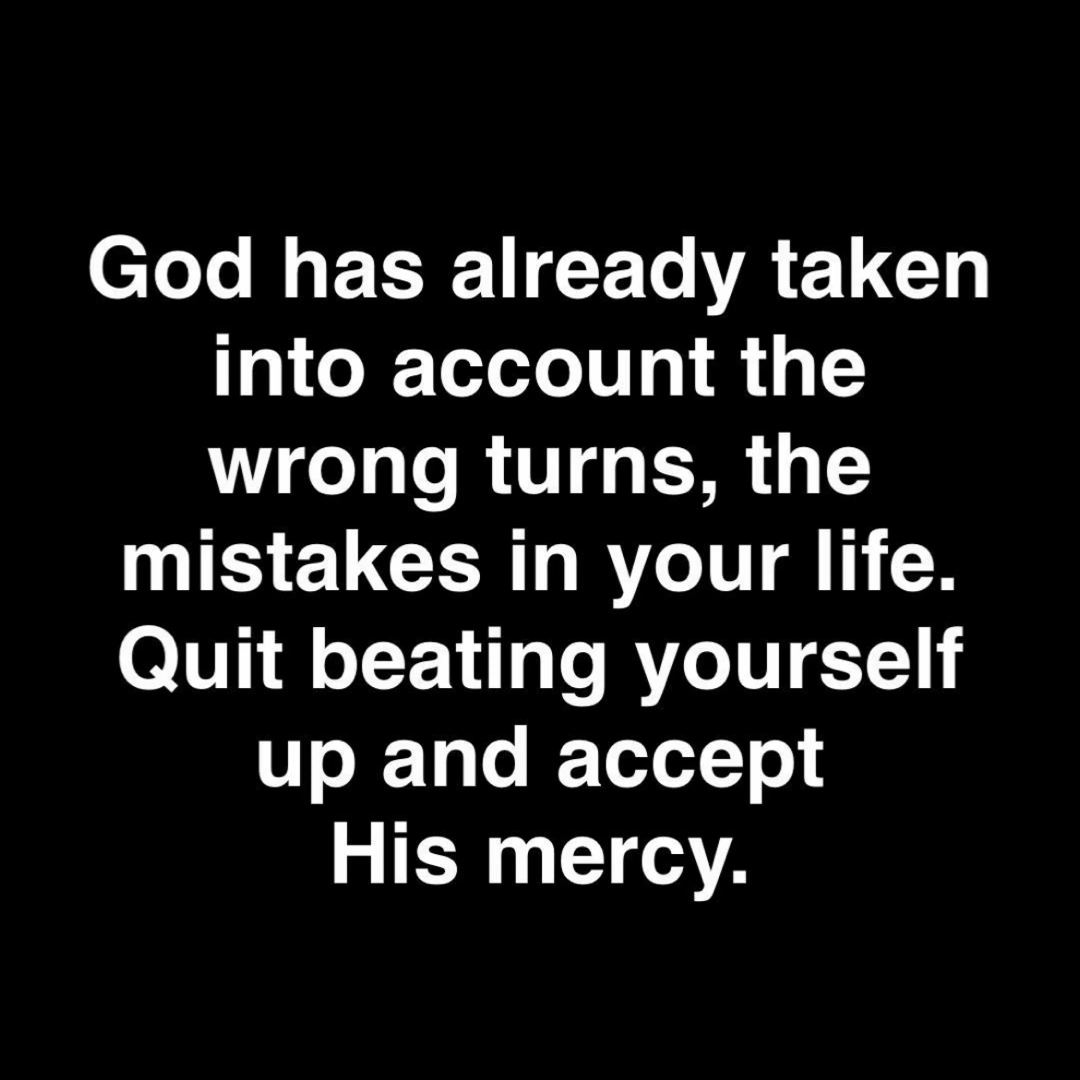 God has already taken
into account the
wrong turns, the
mistakes in your life.
Quit beating yourself
up and accept
His mercy.